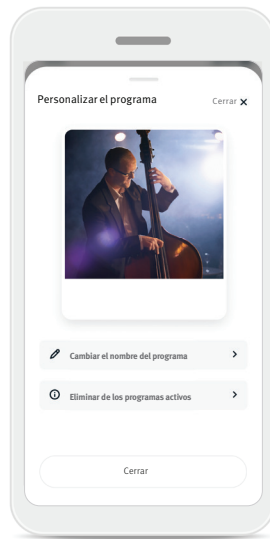 Personalizar el programa Cerrar ×
Cambiar el nombre del programa
Eliminar de los programas activos
Cerrar